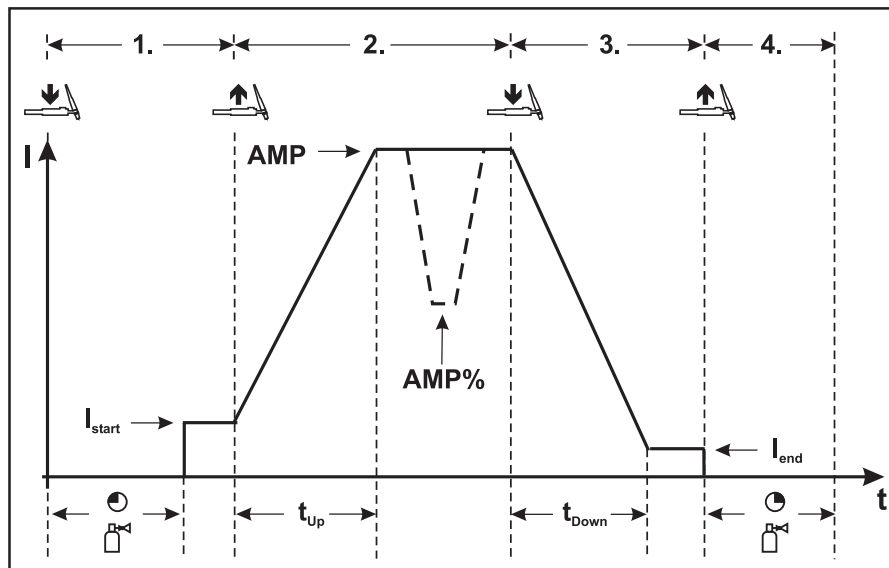 1.
2.
3.
4.
I
AMP
AMP%
Istart
Iend
t
tUp
tDown